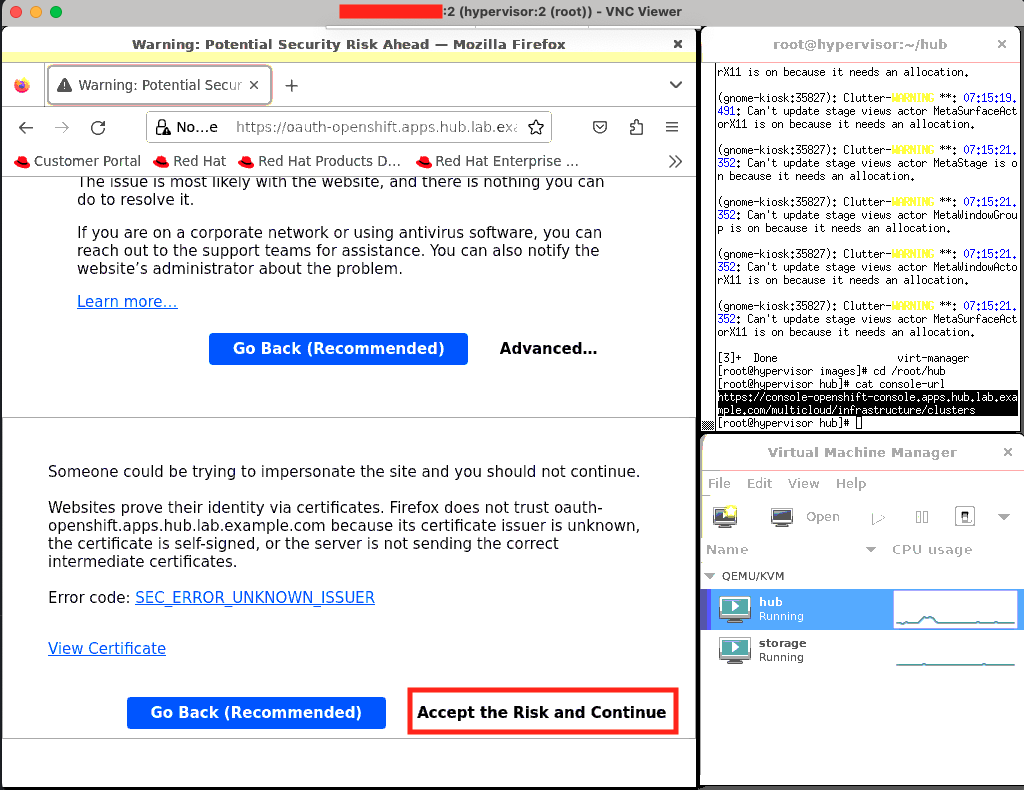 :2 (hypervisor:2 (root)) - VNC Viewer
Warning: Potential Security Risk Ahead — Mozilla Firefox
Warning: Potential Secur
No...e https://oauth-openshift.apps.hub.lab.exa
Customer Portal Red Hat Red Hat Products D... Red Hat Enterprise ...
The issue is most likely with the website, and there is nothing you can
do to resolve it.
If you are on a corporate network or using antivirus software, you can
reach out to the support teams for assistance. You can also notify the
website’s administrator about the problem.
Learn more...
Go Back (Recommended) Advanced...
Someone could be trying to impersonate the site and you should not continue.
Websites prove their identity via certificates. Firefox does not trust oauth-
openshift.apps.hub.lab.example.com because its certificate issuer is unknown,
the certificate is self-signed, or the server is not sending the correct
intermediate certificates.
Error code: SEC_ERROR_UNKNOWN_ISSUER
View Certificate
Go Back (Recommended) Accept the Risk and Continue
root@hypervisor:~/hub
rX11 is on because it needs an allocation.
(gnome-kiosk:35827): Clutter-WARNING **: 07:15:19.
491: Can't update stage views actor MetaSurfaceAct
orX11 is on because it needs an allocation.
(gnome-kiosk:35827): Clutter-WARNING **: 07:15:21.
352: Can't update stage views actor MetaStage is o
n because it needs an allocation.
(gnome-kiosk:35827): Clutter-WARNING **: 07:15:21.
352: Can't update stage views actor MetaWindowGrou
p is on because it needs an allocation.
(gnome-kiosk:35827): Clutter-WARNING **: 07:15:21.
352: Can't update stage views actor MetaWindowActo
rX11 is on because it needs an allocation.
(gnome-kiosk:35827): Clutter-WARNING **: 07:15:21.
352: Can't update stage views actor MetaSurfaceAct
orX11 is on because it needs an allocation.
[3]+ Done virt-manager
[root@hypervisor images]# cd /root/hub
[root@hypervisor hub]# cat console-url
https://console-openshift-console.apps.hub.lab.exa
mple.com/multicloud/infrastructure/clusters
[root@hypervisor hub]#
Virtual Machine Manager
File Edit View Help
Open
Name CPU usage
QEMU/KVM
hub
Running
storage
Running